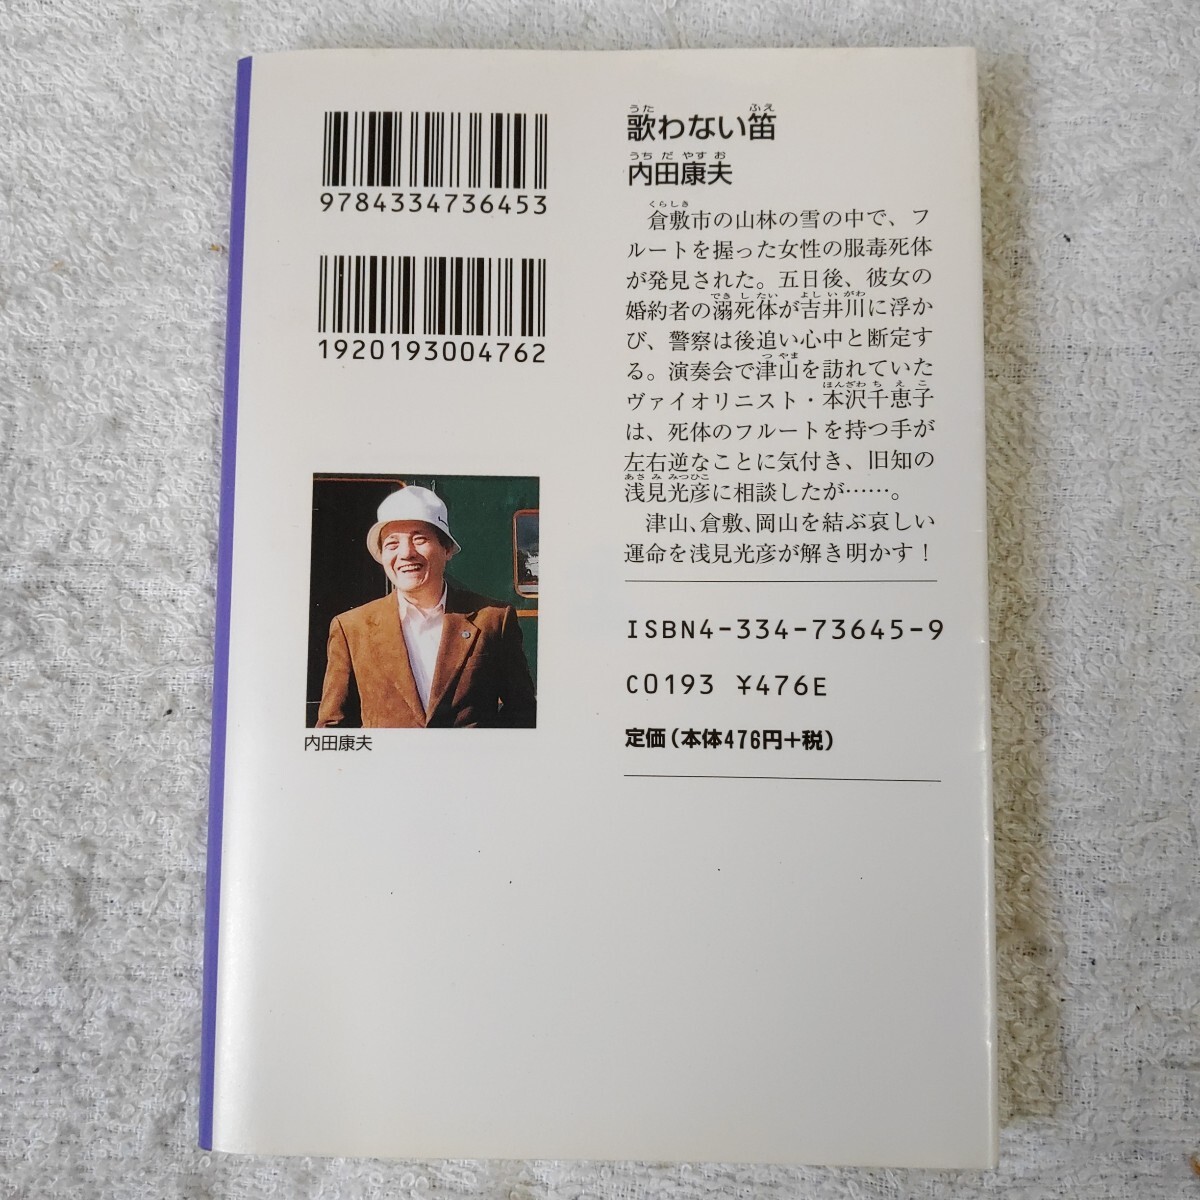 9784334736453
1920193004762
内田康夫
うた ふえ
歌わない笛
うちだ やすお
内田康夫
くらしき
倉敷市の山林の雪の中で、フ
ルートを握った女性の服毒死体
が発見された。五日後、彼女の
できしたい よしいがわ
婚約者の溺死体が吉井川に浮か
び、警察は後追い心中と断定す
つやま
る。演奏会で津山を訪れていた
ほんざわちえこ
ヴァイオリニスト・本沢千恵子
は、死体のフルートを持つ手が
左右逆なことに気付き、旧知の
あさみみつひこ
浅見光彦に相談したが……。
津山、倉敷、岡山を結ぶ哀しい
運命を浅見光彦が解き明かす！
ISBN4-334-73645-9
C0193 ¥476E
定価(本体476円+税)